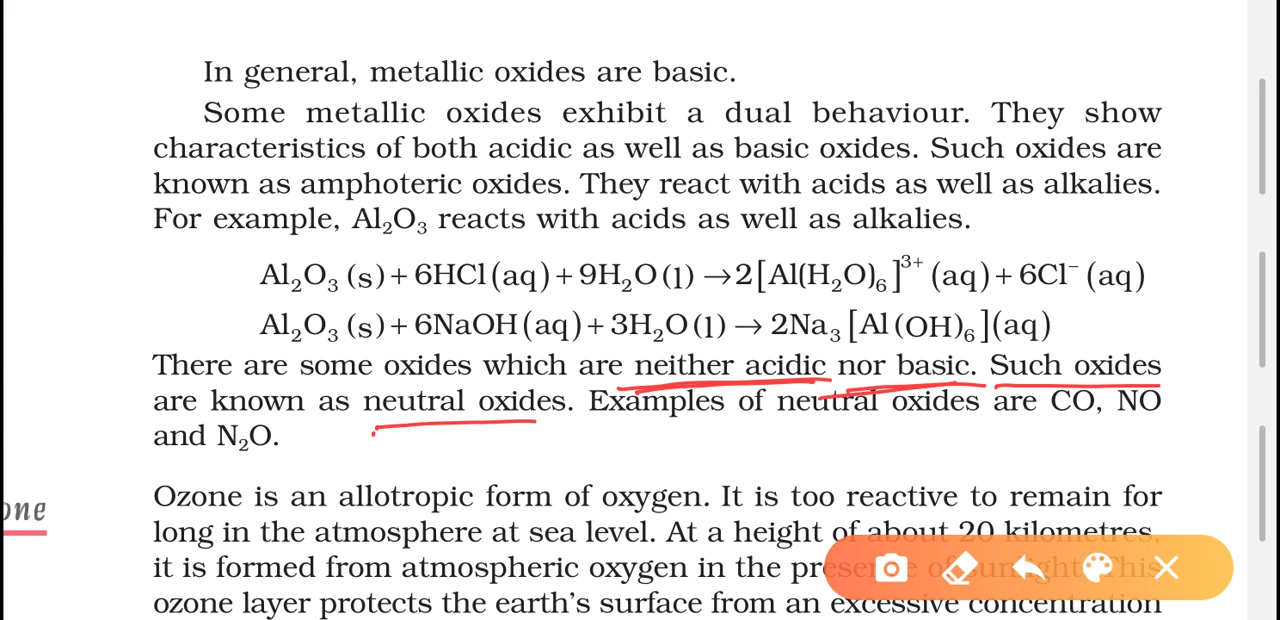 In general, metallic oxides are basic.
Some metallic oxides exhibit a dual behaviour. They show
characteristics of both acidic as well as basic oxides. Such oxides are
known as amphoteric oxides. They react with acids as well as alkalies.
For example, Al₂O₃ reacts with acids as well as alkalies.
Al₂O₃ (s) + 6HCl (aq) + 9H₂O (l) → 2[Al(H₂O)₆]³⁺ (aq) + 6Cl⁻ (aq)
Al₂O₃ (s) + 6NaOH (aq) + 3H₂O (l) → 2Na₃[Al(OH)₆](aq)
There are some oxides which are neither acidic nor basic. Such oxides
are known as neutral oxides. Examples of neutral oxides are CO, NO
and N₂O.
Ozone is an allotropic form of oxygen. It is too reactive to remain for
one
long in the atmosphere at sea level. At a height of about 20 kilometres,
it is formed from atmospheric oxygen in the presence of sunlight. This
ozone layer protects the earth's surface from an excessive concentration